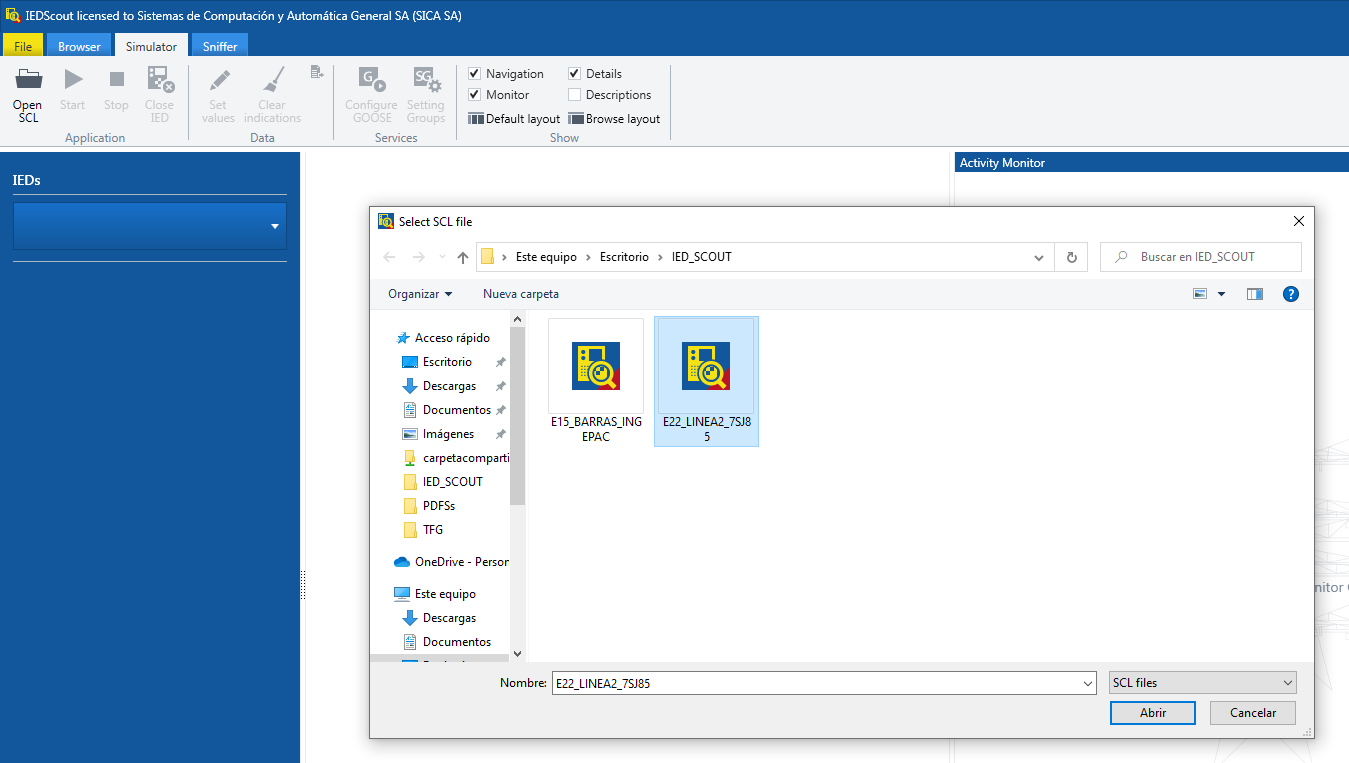 IEDScout licensed to Sistemas de Computación y Automática General SA (SICA SA)
File Browser Simulator Sniffer
Open SCL
Start
Stop
Close IED
Application
Set values
Clear indications
Data
Configure GOOSE
Setting Groups
Services
Navigation
Details
Monitor
Descriptions
Default layout
Browse layout
Show
IEDs
Activity Monitor
Select SCL file
Este equipo › Escritorio › IED_SCOUT
Buscar en IED_SCOUT
Organizar
Nueva carpeta
Acceso rápido
Escritorio
Descargas
Documentos
Imágenes
carpetacomparti
IED_SCOUT
PDFSs
TFG
OneDrive - Person
Este equipo
Descargas
Documentos
E15_BARRAS_ING
EPAC
E22_LINEA2_7SJ8
5
nitor
Nombre: E22_LINEA2_7SJ85
SCL files
Abrir
Cancelar